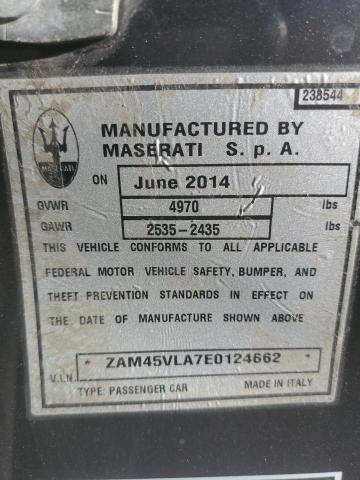 238544
MANUFACTURED BY
MASERATI S. p. A.
MASERATI
ON June 2014
GVWR 4970 lbs
GAWR 2535-2435 lbs
THIS VEHICLE CONFORMS TO ALL APPLICABLE
FEDERAL MOTOR VEHICLE SAFETY, BUMPER, AND
THEFT PREVENTION STANDARDS IN EFFECT ON
THE DATE OF MANUFACTURE SHOWN ABOVE
* ZAM45VLA7E0124662 *
V.I.N.
TYPE: PASSENGER CAR MADE IN ITALY